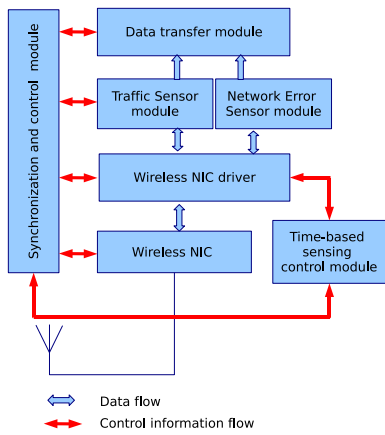 Synchronization and control module
Data transfer module
Traffic Sensor
module
Network Error
Sensor module
Wireless NIC driver
Wireless NIC
Time-based
sensing
control module
Data flow
Control information flow